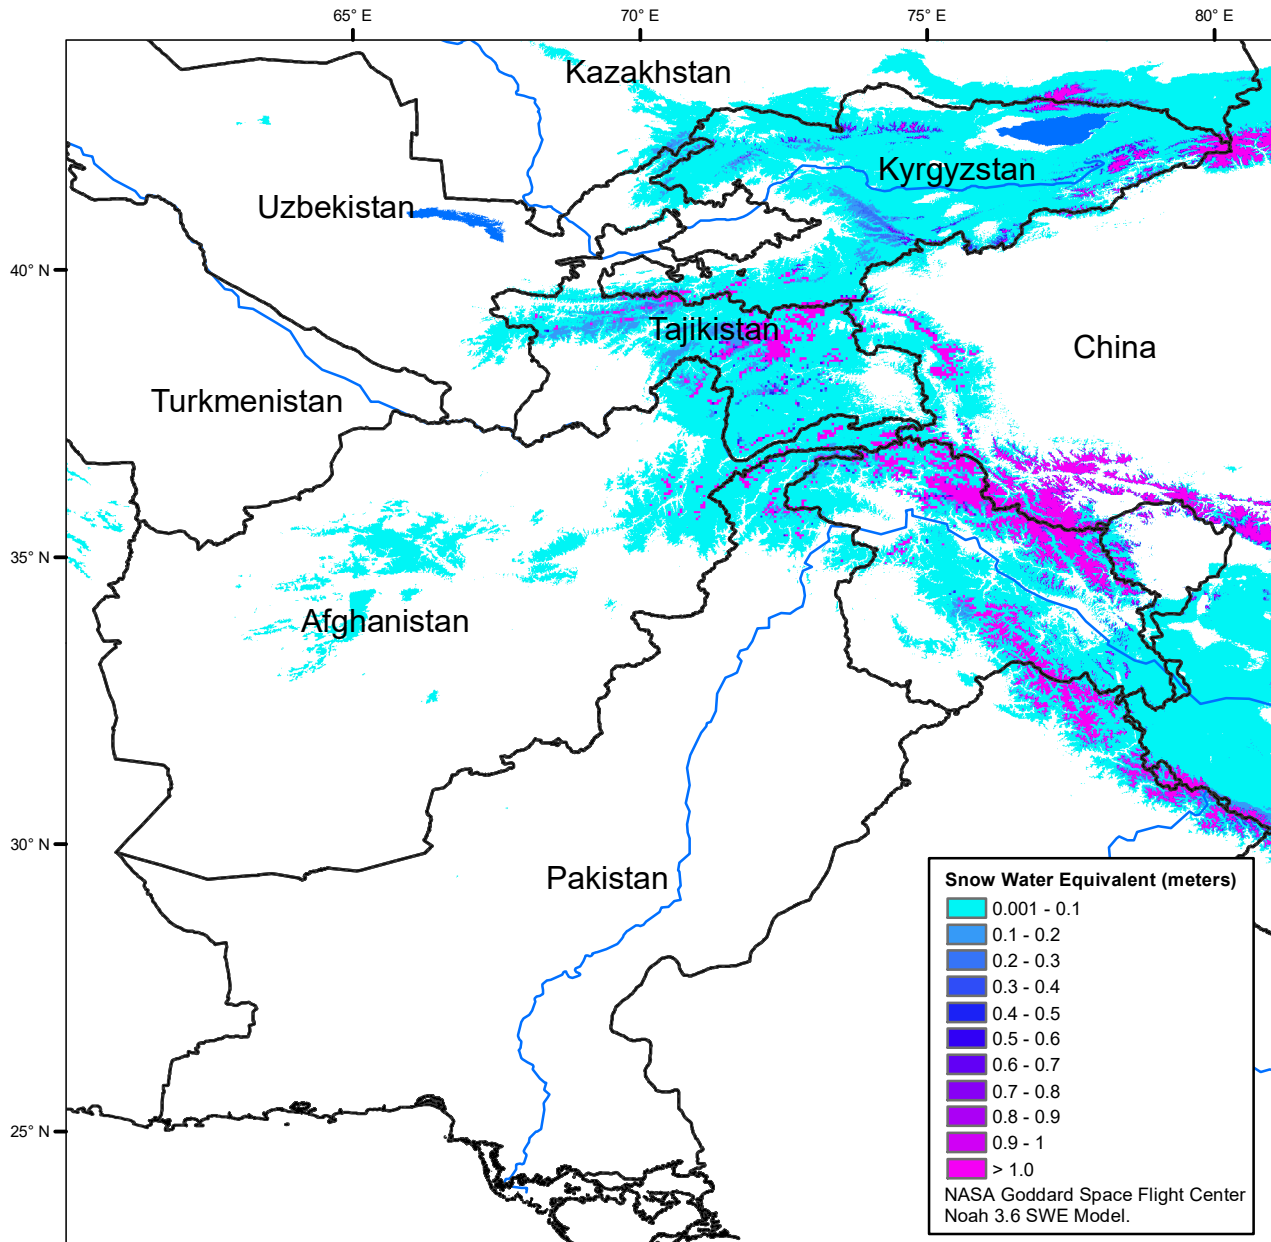 65° E
70° E
75° E
80° E
Kazakhstan
Kyrgyzstan
Uzbekistan
40° N
Tajikistan
China
Turkmenistan
35° N
Afghanistan
30° N
Pakistan
25° N
Snow Water Equivalent (meters)
0.001 - 0.1
0.1 - 0.2
0.2 - 0.3
0.3 - 0.4
0.4 - 0.5
0.5 - 0.6
0.6 - 0.7
0.7 - 0.8
0.8 - 0.9
0.9 - 1
> 1.0
NASA Goddard Space Flight Center
Noah 3.6 SWE Model.